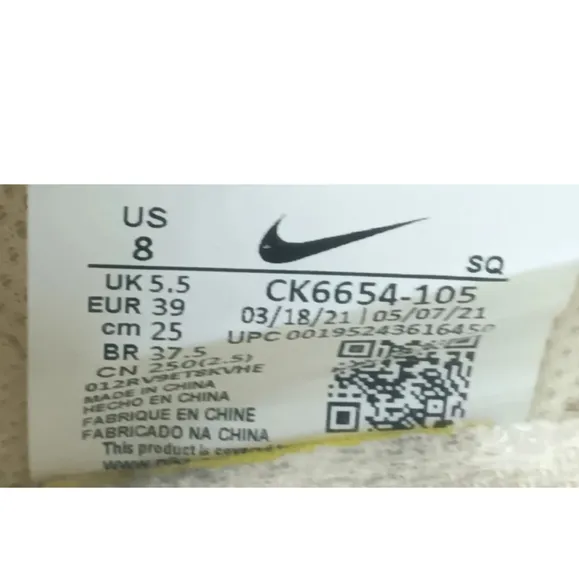 US
8
SQ
UK 5.5
CK6654-105
EUR 39
03/18/21 | 05/07/21
cm 25
UPC 00195243616450
BR 37.5
CN 250(2.5)
012RV9ET8KVHE
MADE IN CHINA
HECHO EN CHINA
FABRIQUE EN CHINE
FABRICADO NA CHINA
This product is covered